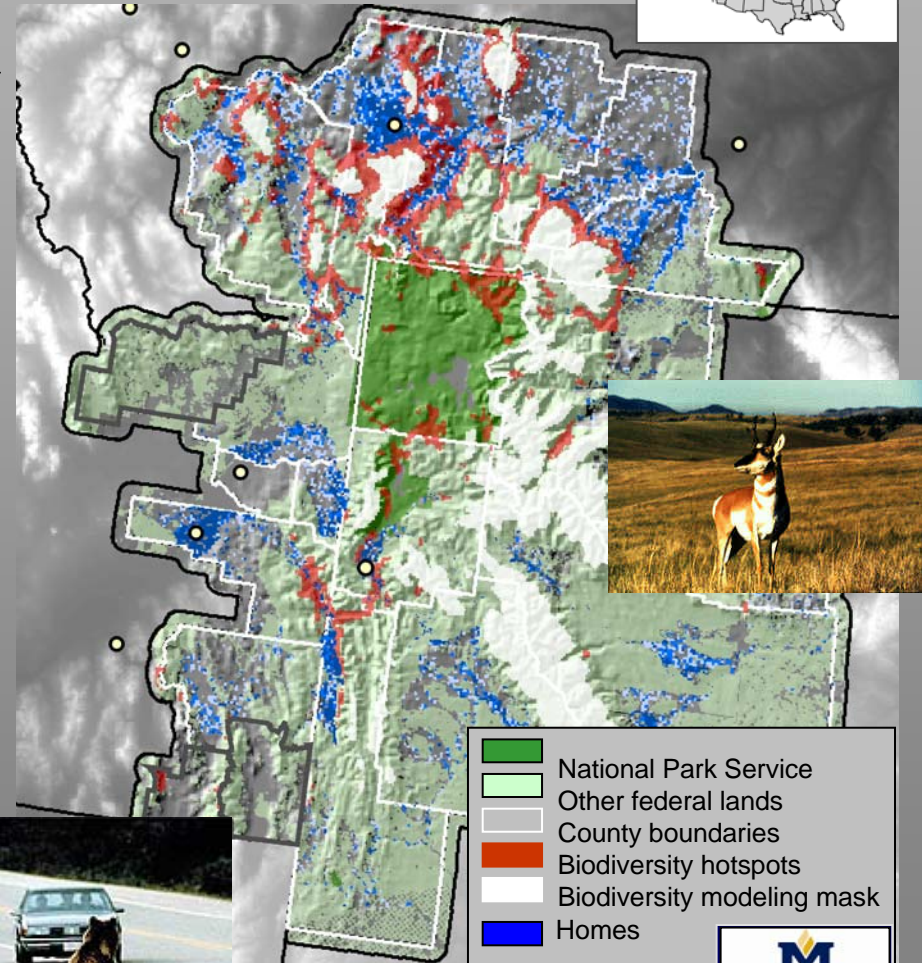 National Park Service
Other federal lands
County boundaries
Biodiversity hotspots
Biodiversity modeling mask
Homes
M